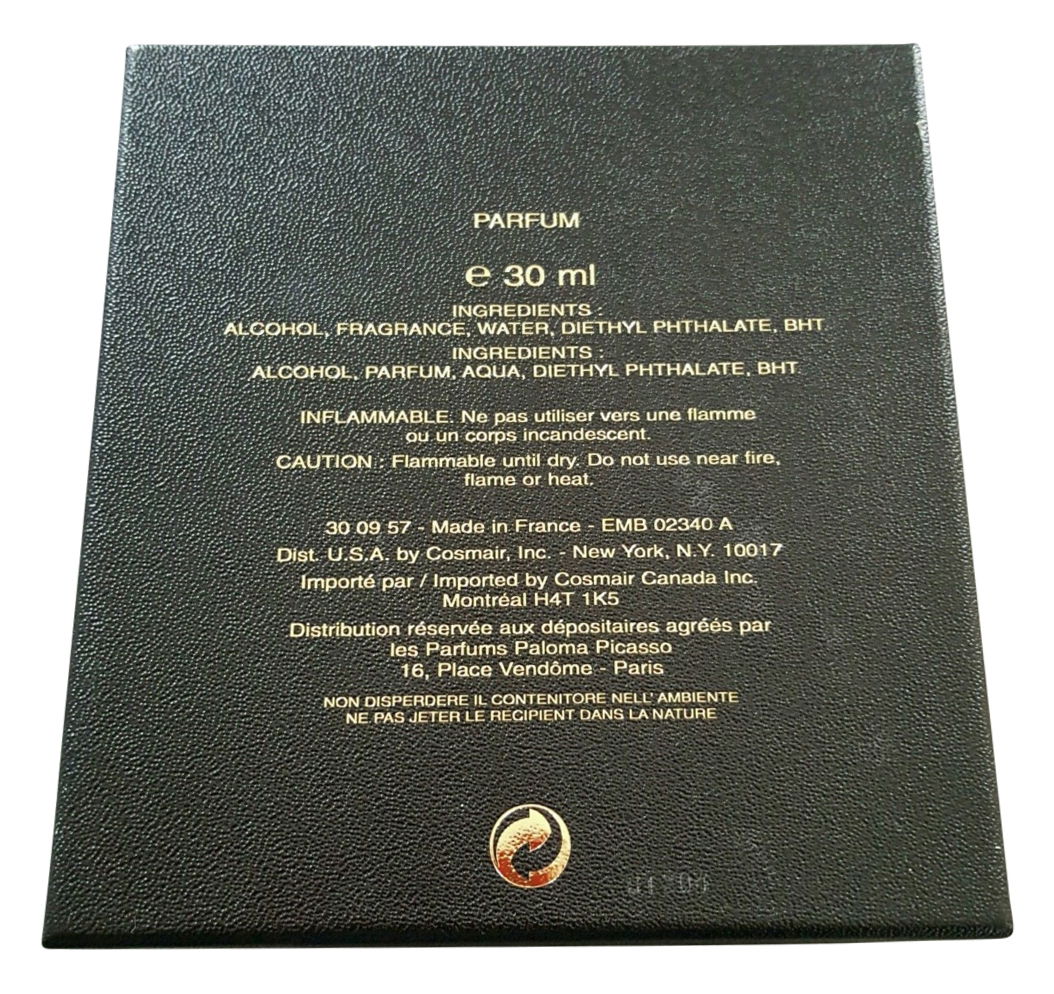 PARFUM
℮ 30 ml
INGREDIENTS :
ALCOHOL, FRAGRANCE, WATER, DIETHYL PHTHALATE, BHT
INGREDIENTS :
ALCOHOL, PARFUM, AQUA, DIETHYL PHTHALATE, BHT
INFLAMMABLE. Ne pas utiliser vers une flamme
ou un corps incandescent.
CAUTION : Flammable until dry. Do not use near fire,
flame or heat.
30 09 57 - Made in France - EMB 02340 A
Dist. U.S.A. by Cosmair, Inc. - New York, N.Y. 10017
Importé par / Imported by Cosmair Canada Inc.
Montréal H4T 1K5
Distribution réservée aux dépositaires agréés par
les Parfums Paloma Picasso
16, Place Vendôme - Paris
NON DISPERDERE IL CONTENITORE NELL' AMBIENTE
NE PAS JETER LE RECIPIENT DANS LA NATURE